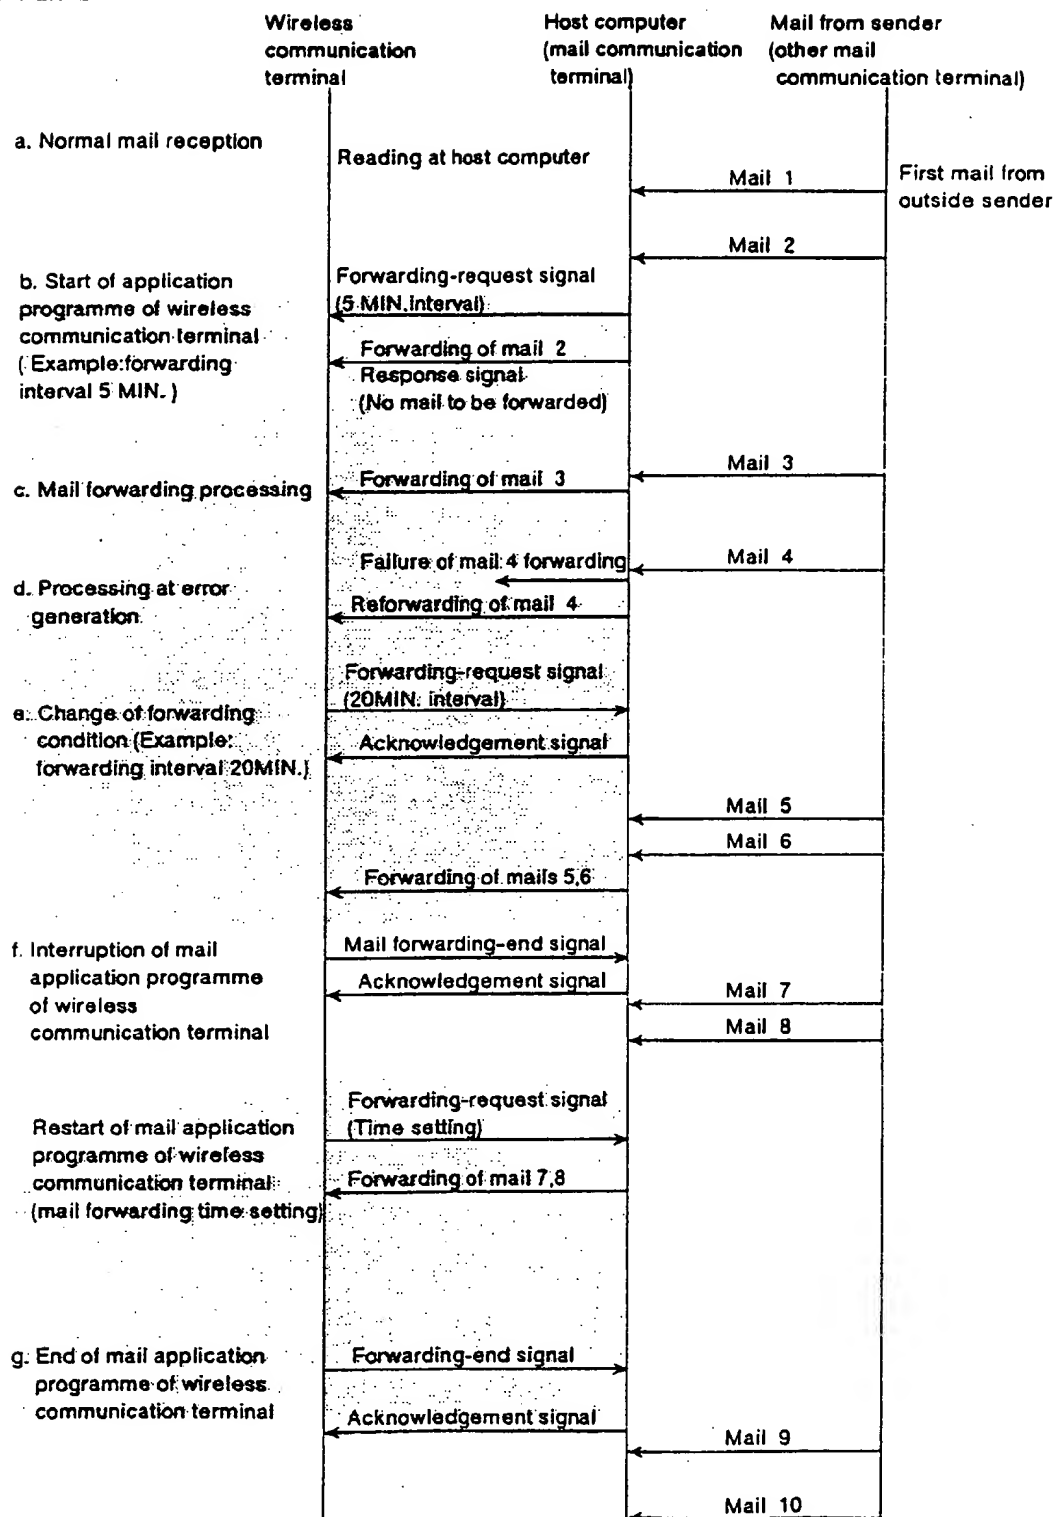 Wireless
communication
terminal
Host computer
(mail communication
terminal)
Mail from sender
(other mail
communication terminal)
a. Normal mail reception
Reading at host computer
Mail 1
First mail from
outside sender
Mail 2
b. Start of application
programme of wireless
communication terminal
( Example:forwarding
interval 5 MIN. )
Forwarding-request signal
(5 MIN.interval)
Forwarding of mail 2
Response signal
(No mail to be forwarded)
Mail 3
c. Mail forwarding processing
Forwarding of mail 3
Mail 4
Failure of mail 4 forwarding
d. Processing at error
generation
Reforwarding of mail 4
Forwarding-request signal
(20MIN. interval)
e. Change of forwarding
condition (Example:
forwarding interval 20MIN.)
Acknowledgement signal
Mail 5
Mail 6
Forwarding of mails 5,6
f. Interruption of mail
application programme
of wireless
communication terminal
Mail forwarding-end signal
Acknowledgement signal
Mail 7
Mail 8
Forwarding-request signal
(Time setting)
Restart of mail application
programme of wireless
communication terminal
(mail forwarding time setting)
Forwarding of mail 7,8
g. End of mail application
programme of wireless
communication terminal
Forwarding-end signal
Acknowledgement signal
Mail 9
Mail 10